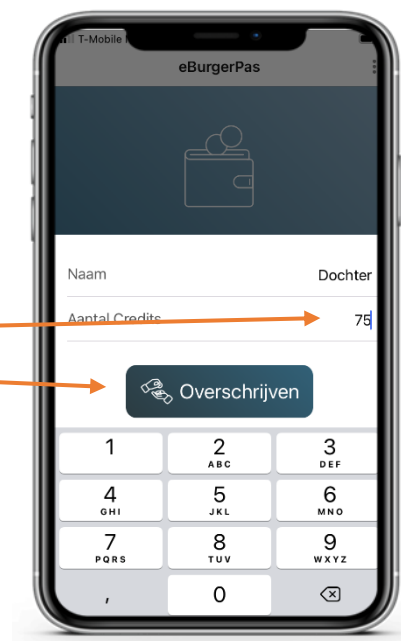 T-Mobile
eBurgerPas
Naam Dochter
Aantal Credits 75
Overschrijven
1 2 3
ABC DEF
4 5 6
GHI JKL MNO
7 8 9
PQRS TUV WXYZ
, 0